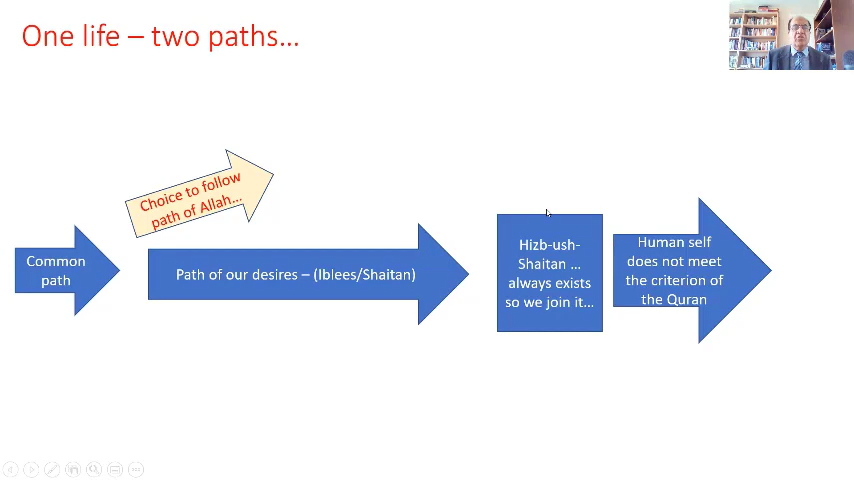 One life – two paths...
Choice to follow
path of Allah...
Common
path
Path of our desires – (Iblees/Shaitan)
Hizb-ush-
Shaitan ...
always exists
so we join it...
Human self
does not meet
the criterion of
the Quran